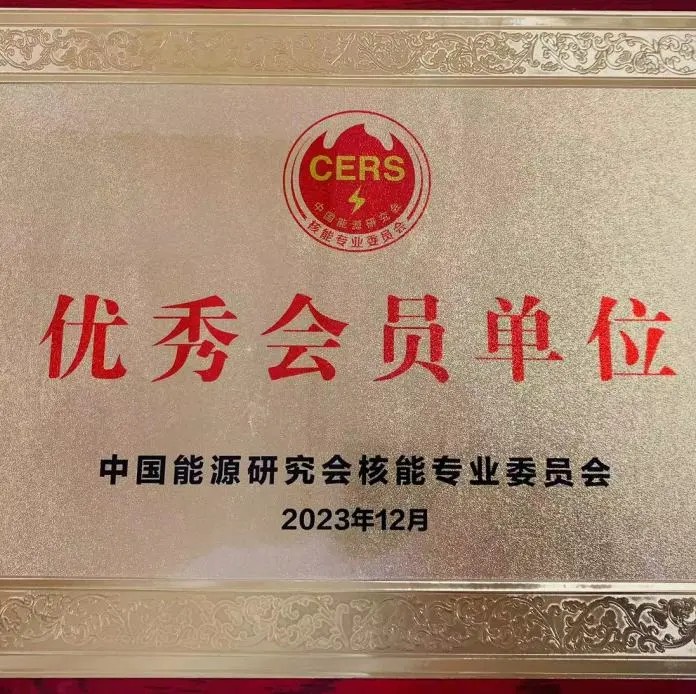 CERS
中国能源研究会
核能专业委员会
优秀会员单位
中国能源研究会核能专业委员会
2023年12月